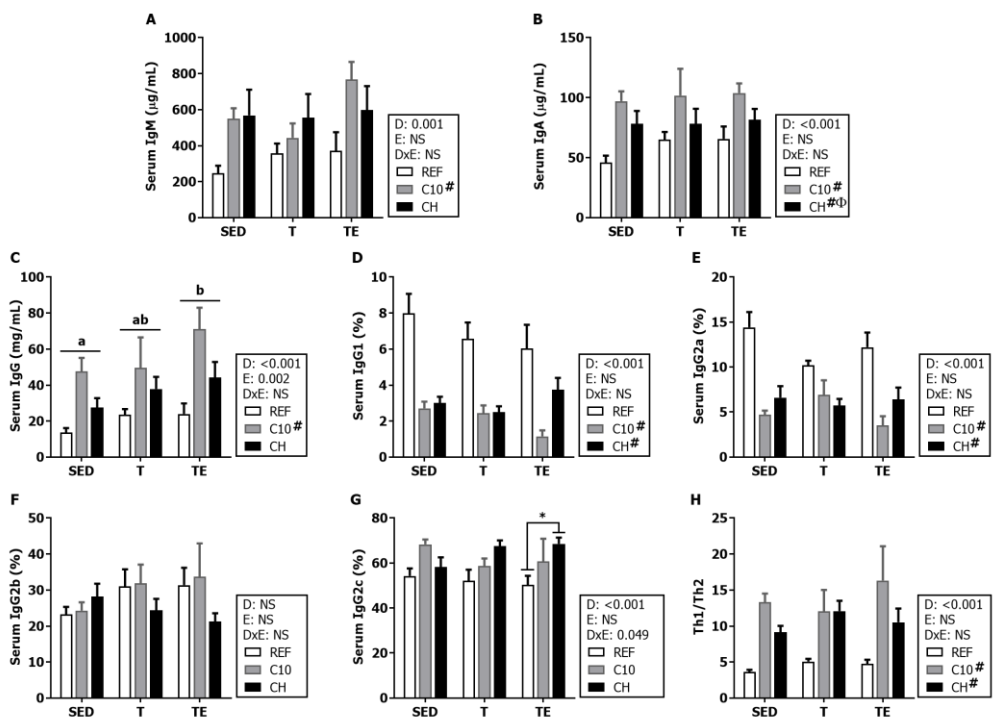 A
Serum IgM (µg/mL)
1000
800
600
400
200
0
SED T TE
D: 0.001
E: NS
DxE: NS
REF
C10#
CH
B
Serum IgA (µg/mL)
150
100
50
0
SED T TE
D: <0.001
E: NS
DxE: NS
REF
C10#
CH#Φ
C
Serum IgG (mg/mL)
100
80
60
40
20
0
a
ab
b
SED T TE
D: <0.001
E: 0.002
DxE: NS
REF
C10#
CH
D
Serum IgG1 (%)
10
8
6
4
2
0
SED T TE
D: <0.001
E: NS
DxE: NS
REF
C10#
CH#
E
Serum IgG2a (%)
20
15
10
5
0
SED T TE
D: <0.001
E: NS
DxE: NS
REF
C10#
CH#
F
Serum IgG2b (%)
50
40
30
20
10
0
SED T TE
D: NS
E: NS
DxE: NS
REF
C10
CH
G
Serum IgG2c (%)
80
60
40
20
0
*
SED T TE
D: <0.001
E: NS
DxE: 0.049
REF
C10
CH
H
Th1/Th2
25
20
15
10
5
0
SED T TE
D: <0.001
E: NS
DxE: NS
REF
C10#
CH#